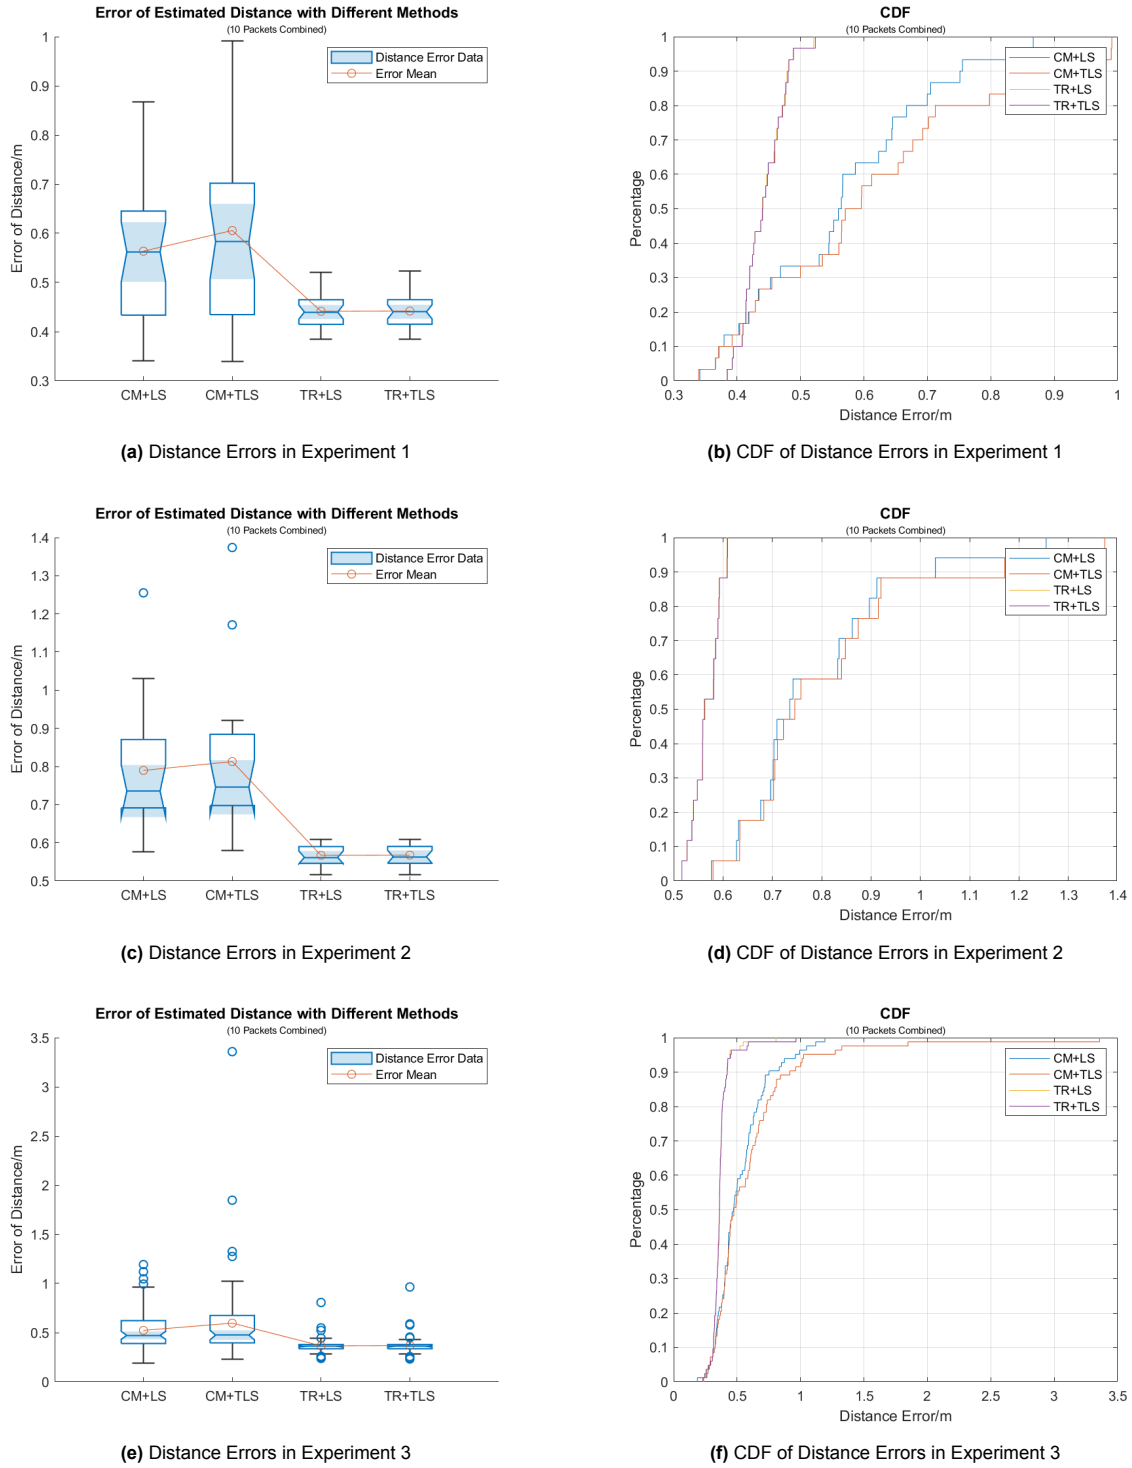 Error of Estimated Distance with Different Methods
(10 Packets Combined)
Error of Distance/m
1
0.9
0.8
0.7
0.6
0.5
0.4
0.3
Distance Error Data
Error Mean
CM+LS CM+TLS TR+LS TR+TLS
(a) Distance Errors in Experiment 1
CDF
(10 Packets Combined)
Percentage
1
0.9
0.8
0.7
0.6
0.5
0.4
0.3
0.2
0.1
0
CM+LS
CM+TLS
TR+LS
TR+TLS
0.3 0.4 0.5 0.6 0.7 0.8 0.9 1
Distance Error/m
(b) CDF of Distance Errors in Experiment 1
Error of Estimated Distance with Different Methods
(10 Packets Combined)
Error of Distance/m
1.4
1.3
1.2
1.1
1
0.9
0.8
0.7
0.6
0.5
Distance Error Data
Error Mean
CM+LS CM+TLS TR+LS TR+TLS
(c) Distance Errors in Experiment 2
CDF
(10 Packets Combined)
Percentage
1
0.9
0.8
0.7
0.6
0.5
0.4
0.3
0.2
0.1
0
CM+LS
CM+TLS
TR+LS
TR+TLS
0.5 0.6 0.7 0.8 0.9 1 1.1 1.2 1.3 1.4
Distance Error/m
(d) CDF of Distance Errors in Experiment 2
Error of Estimated Distance with Different Methods
(10 Packets Combined)
Error of Distance/m
3.5
3
2.5
2
1.5
1
0.5
0
Distance Error Data
Error Mean
CM+LS CM+TLS TR+LS TR+TLS
(e) Distance Errors in Experiment 3
CDF
(10 Packets Combined)
Percentage
1
0.9
0.8
0.7
0.6
0.5
0.4
0.3
0.2
0.1
0
CM+LS
CM+TLS
TR+LS
TR+TLS
0 0.5 1 1.5 2 2.5 3 3.5
Distance Error/m
(f) CDF of Distance Errors in Experiment 3